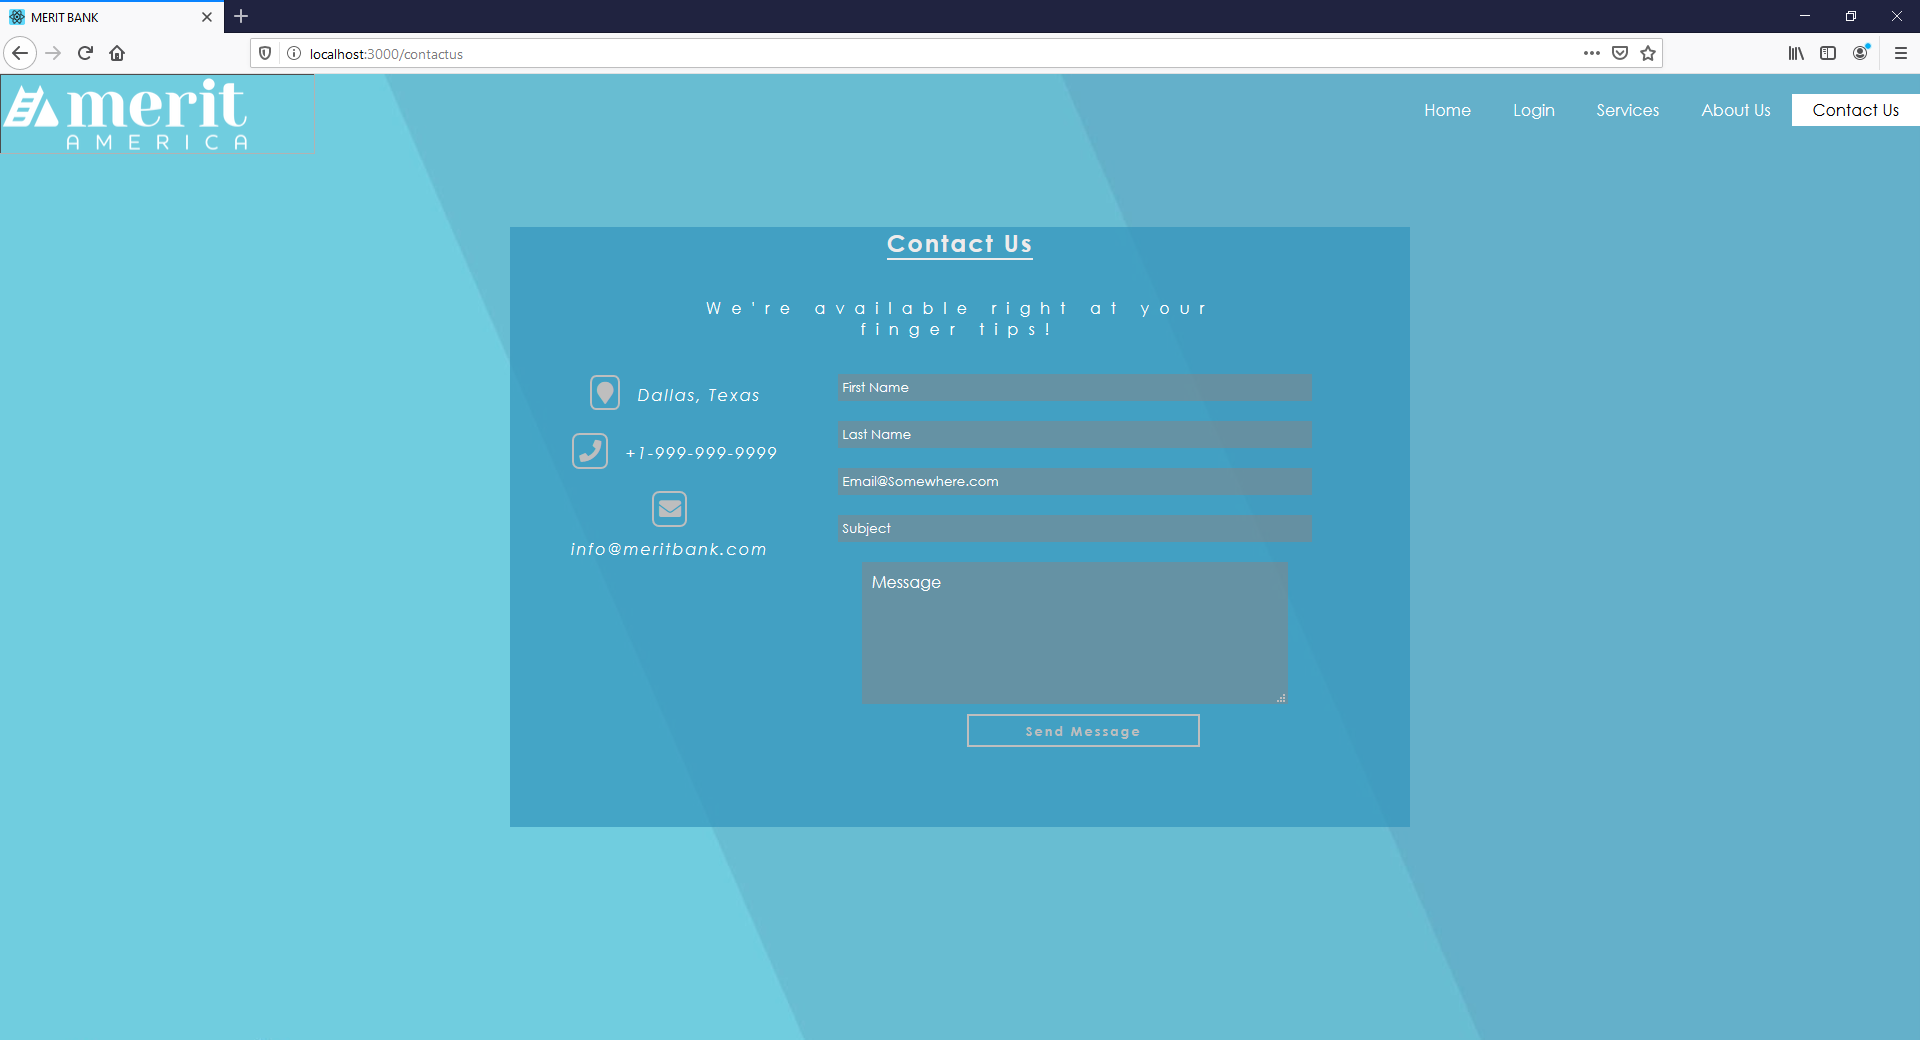 MERIT BANK
localhost:3000/contactus
merit
AMERICA
Home Login Services About Us Contact Us
Contact Us
We're available right at your
finger tips!
Dallas, Texas
+1-999-999-9999
info@meritbank.com
First Name
Last Name
Email@Somewhere.com
Subject
Message
Send Message